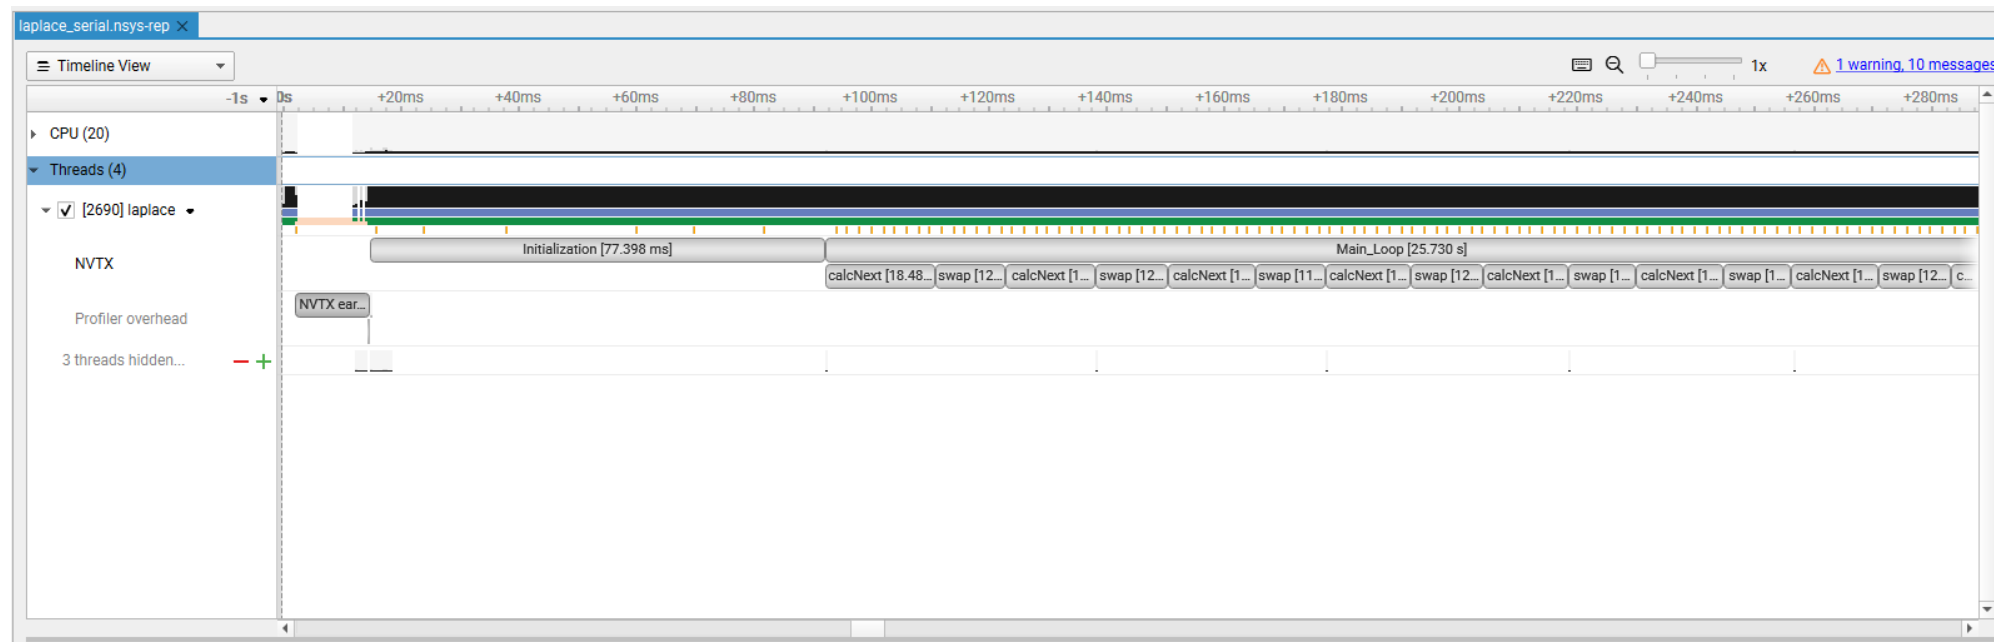 laplace_serial.nsys-rep ×
Timeline View
1x
1 warning, 10 messages
-1s 0s +20ms +40ms +60ms +80ms +100ms +120ms +140ms +160ms +180ms +200ms +220ms +240ms +260ms +280ms
CPU (20)
Threads (4)
[2690] laplace
NVTX
Initialization [77.398 ms] Main_Loop [25.730 s]
calcNext [18.48... swap [12... calcNext [1... swap [12... calcNext [1... swap [11... calcNext [1... swap [12... calcNext [1... swap [1... calcNext [1... swap [1... calcNext [1... swap [12... c...
NVTX ear...
Profiler overhead
3 threads hidden...